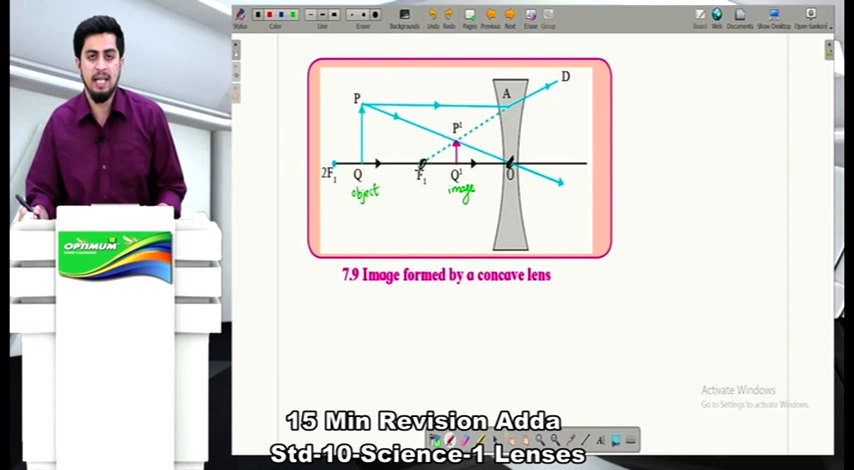 Stylus
Color
Line
Eraser
Backgrounds
Undo
Redo
Pages
Previous
Next
Erase
Group
Board
Web
Documents
Show Desktop
Open-Sankoré
P
A
D
P¹
2F₁
Q
F₁
Q¹
O
object
image
7.9 Image formed by a concave lens
OPTIMUM
Activate Windows
Go to Settings to activate Windows.
15 Min Revision Adda
Std-10-Science-1 Lenses